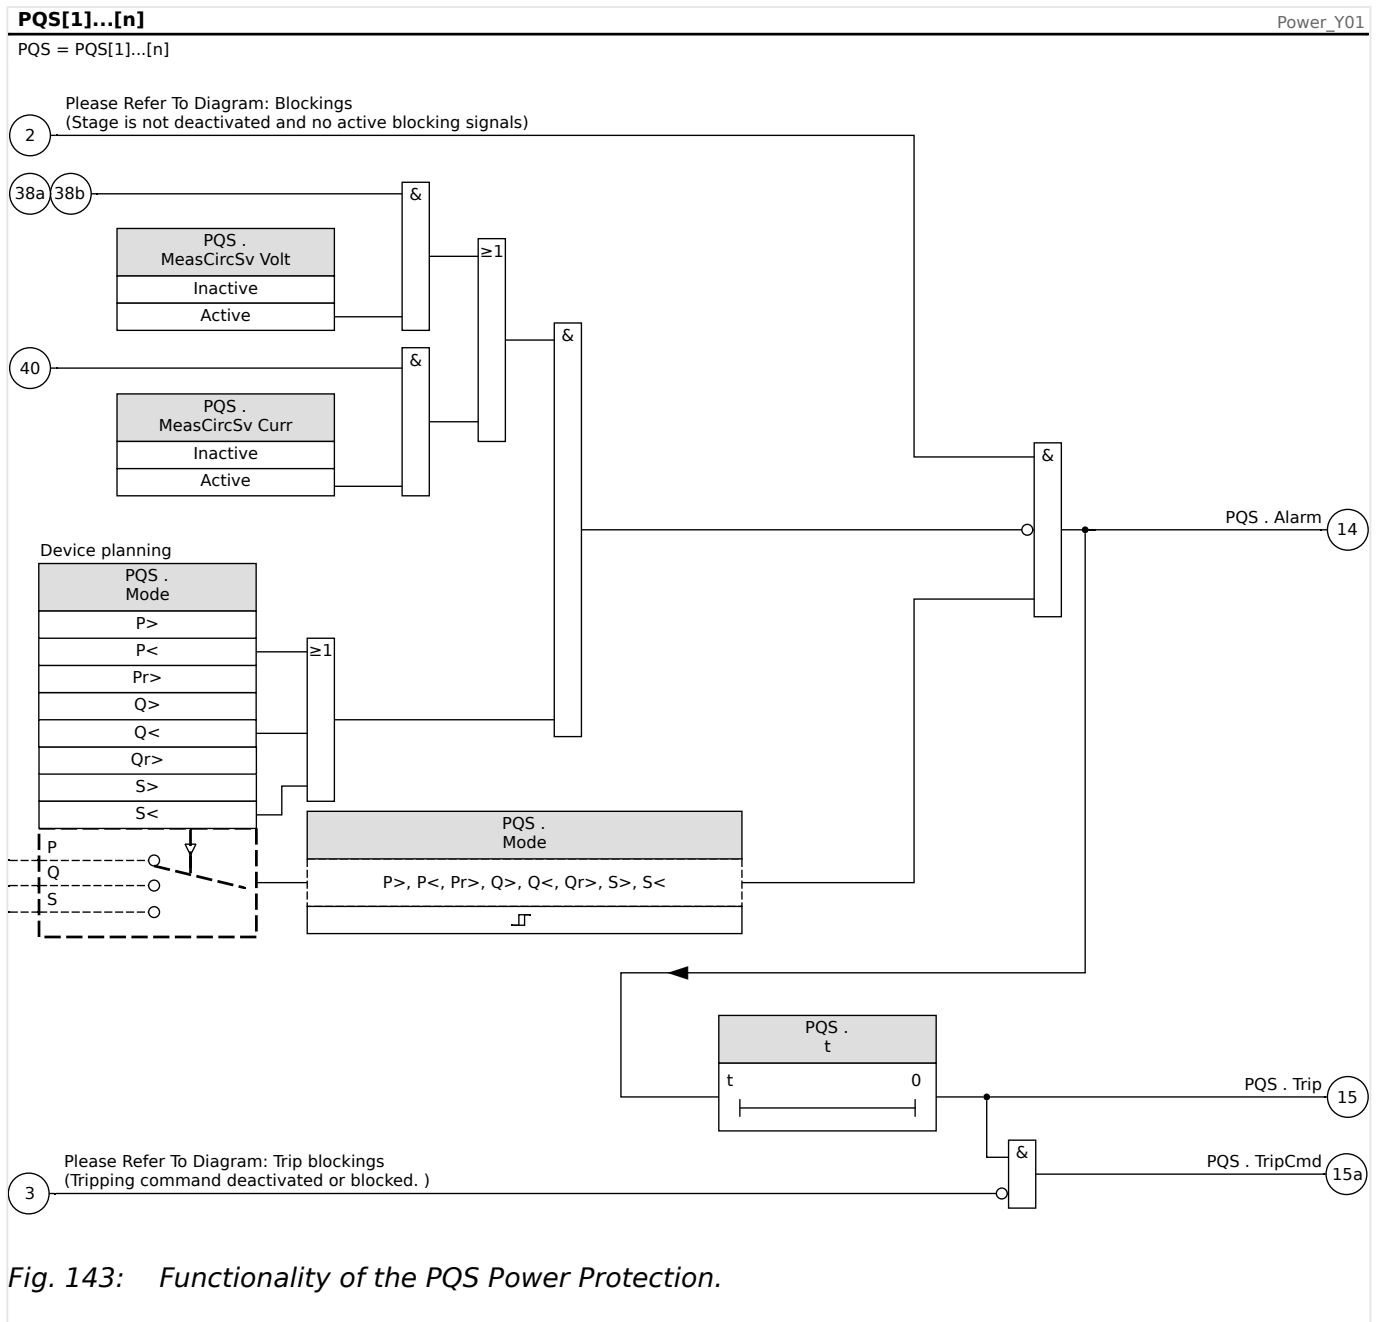 PQS[1]...[n]
Power_Y01
PQS = PQS[1]...[n]
Please Refer To Diagram: Blockings
(Stage is not deactivated and no active blocking signals)
2
38a 38b
&
PQS .
MeasCircSv Volt
Inactive
Active
≥1
&
40
&
PQS .
MeasCircSv Curr
Inactive
Active
&
PQS . Alarm
14
Device planning
PQS .
Mode
P>
P<
Pr>
Q>
Q<
Qr>
S>
S<
≥1
P
Q
S
PQS .
Mode
P>, P<, Pr>, Q>, Q<, Qr>, S>, S<
PQS .
t
t 0
PQS . Trip
15
&
PQS . TripCmd
15a
Please Refer To Diagram: Trip blockings
(Tripping command deactivated or blocked. )
3
Fig. 143: Functionality of the PQS Power Protection.